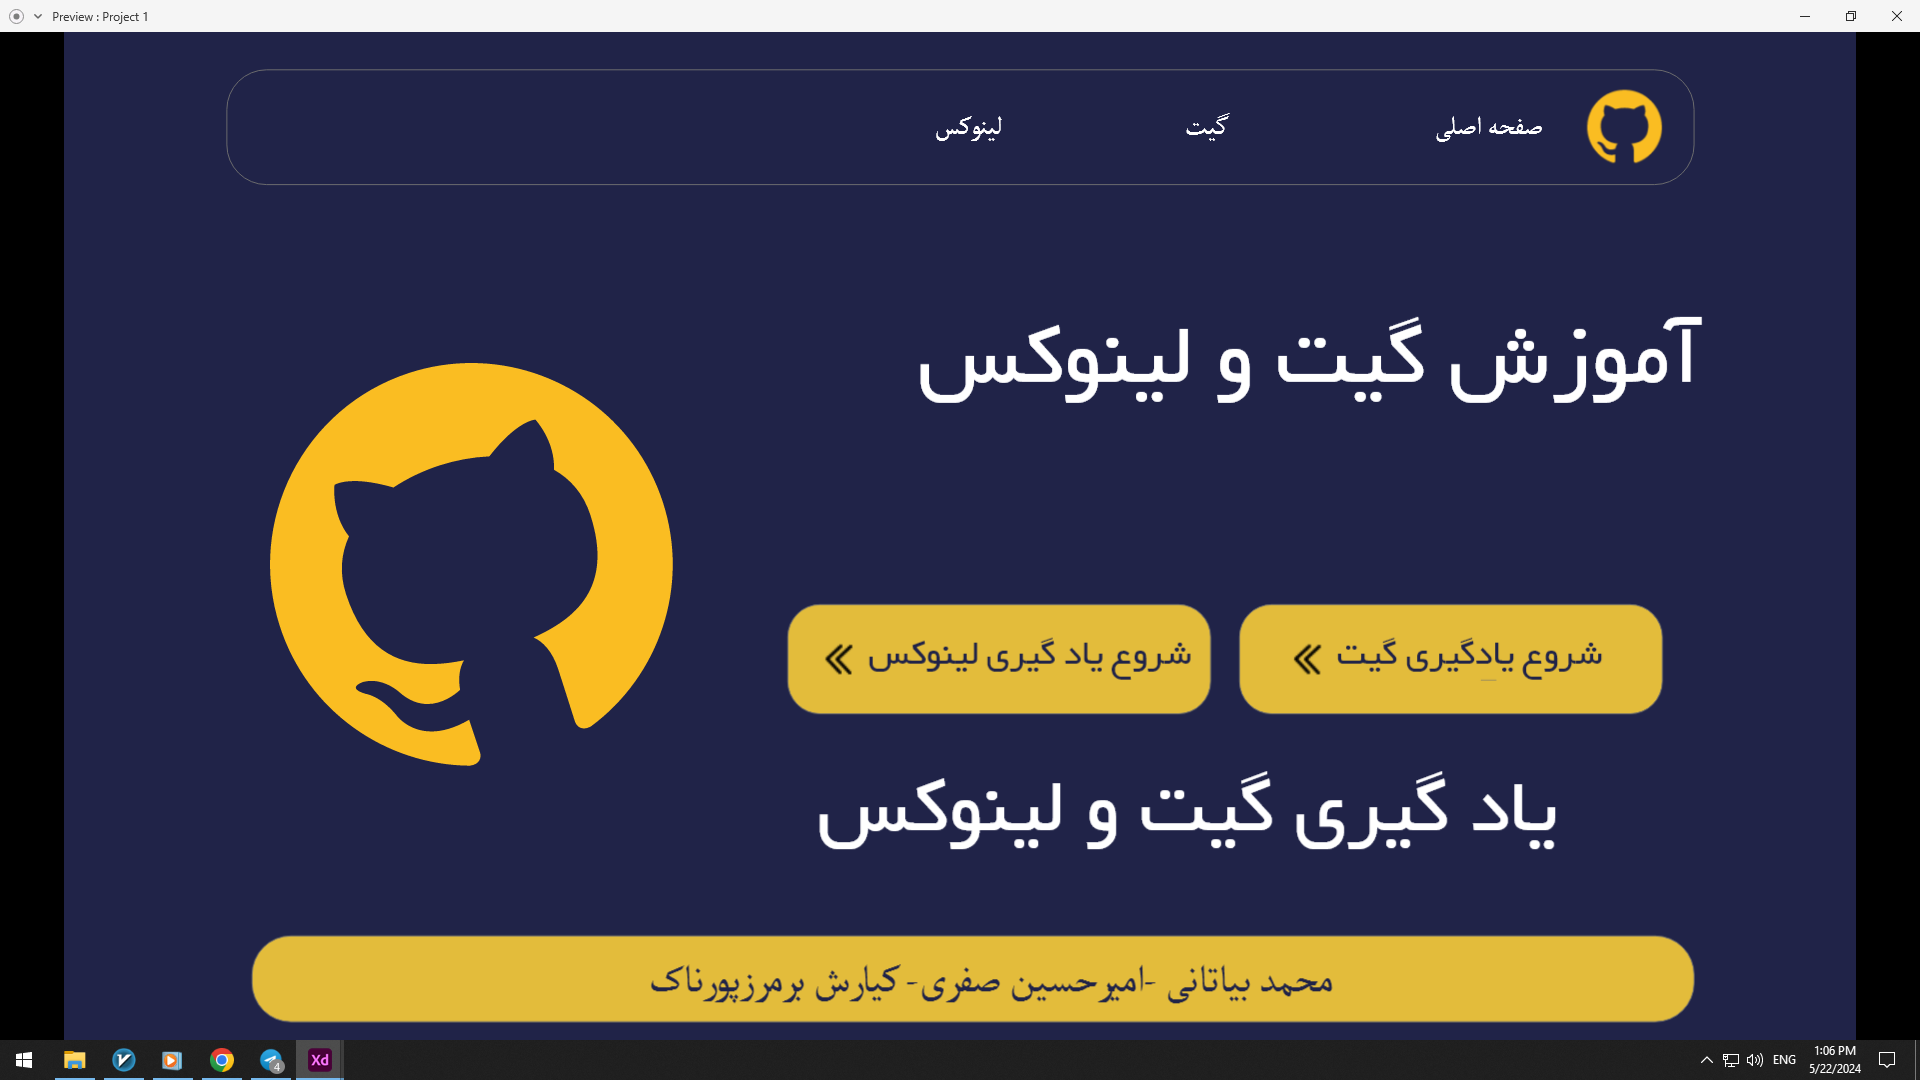 Preview : Project 1
صفحه اصلی
گیت
لینوکس
آموزش گیت و لینوکس
شروع یادگیری گیت
شروع یاد گیری لینوکس
یاد گیری گیت و لینوکس
محمد بیاتانی -امیرحسین صفری- کیارش برمرزپورناک
4
Xd
ENG
1:06 PM
5/22/2024